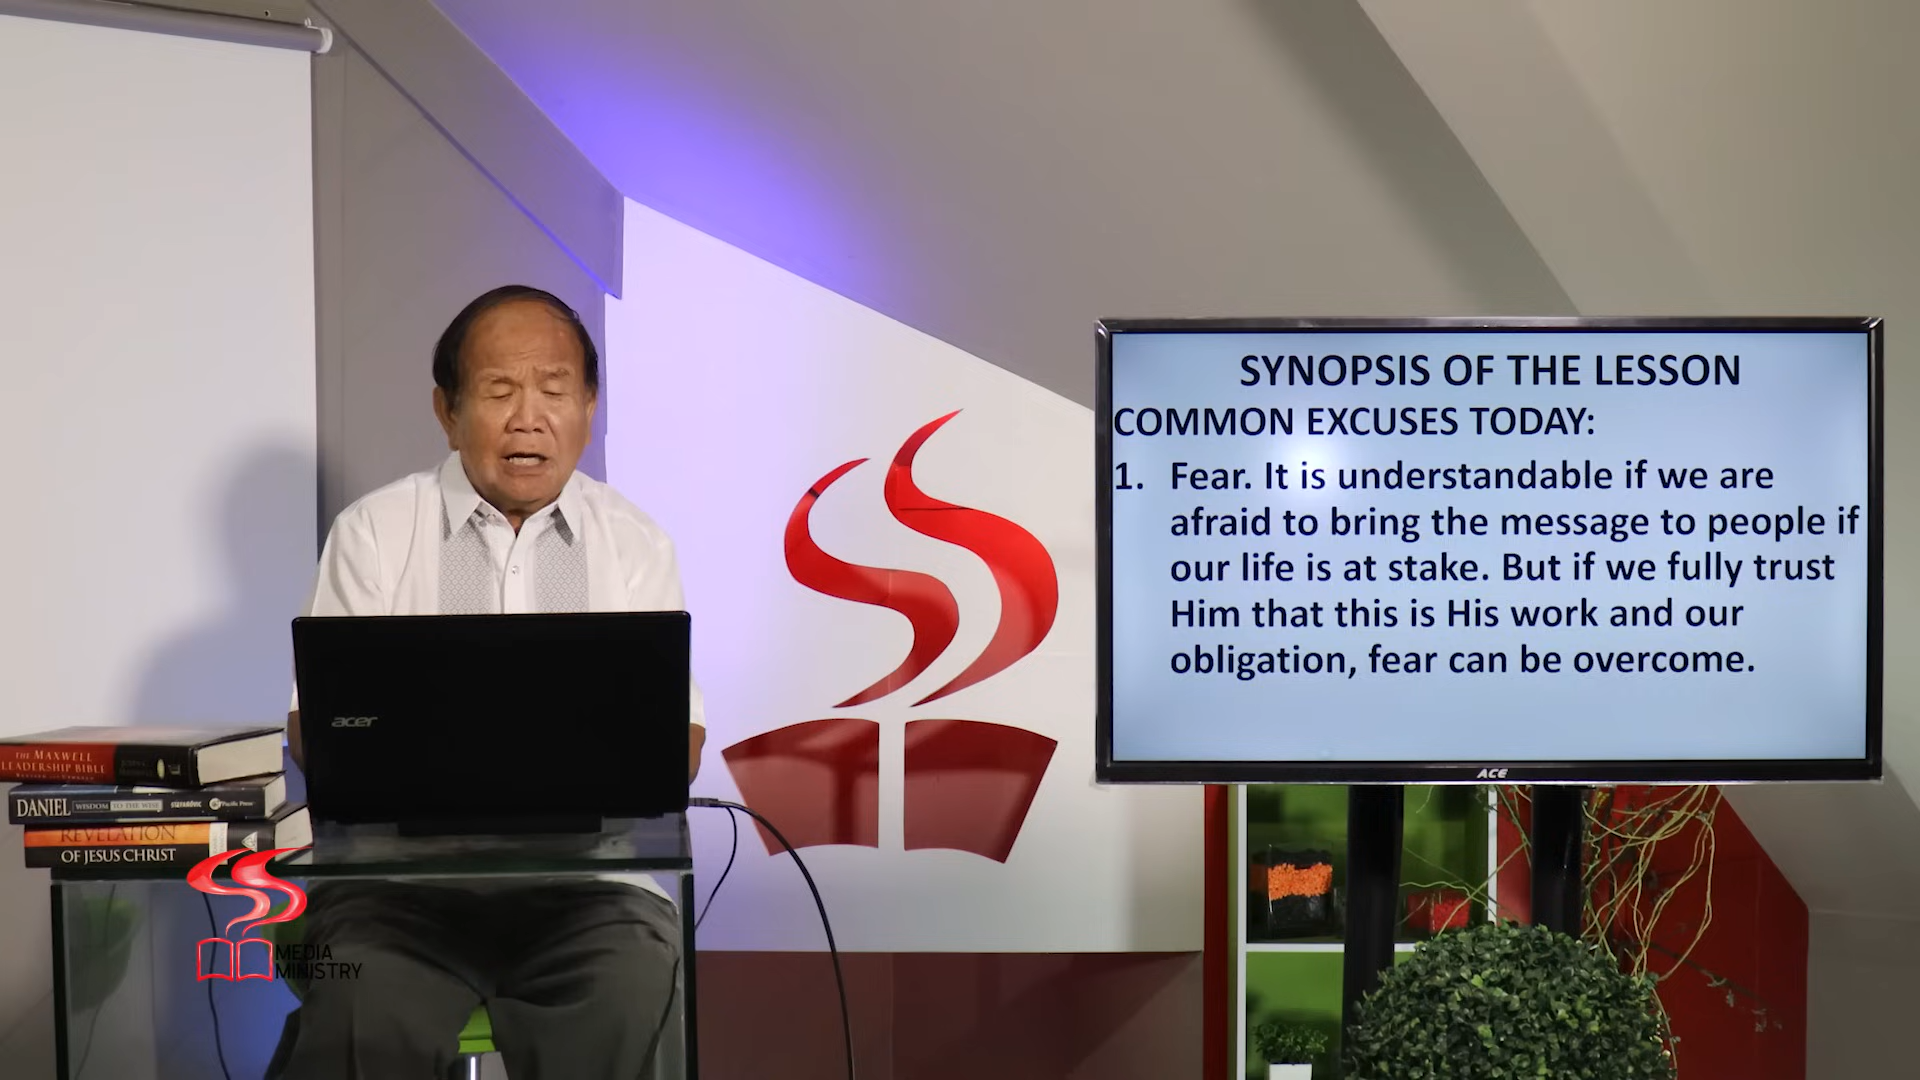 SYNOPSIS OF THE LESSON
COMMON EXCUSES TODAY:
1. Fear. It is understandable if we are
afraid to bring the message to people if
our life is at stake. But if we fully trust
Him that this is His work and our
obligation, fear can be overcome.
ACE
acer
THE MAXWELL
LEADERSHIP BIBLE
DANIEL WISDOM TO THE WISE STEFANOVIC Pacific Press
REVELATION
OF JESUS CHRIST
MEDIA
MINISTRY